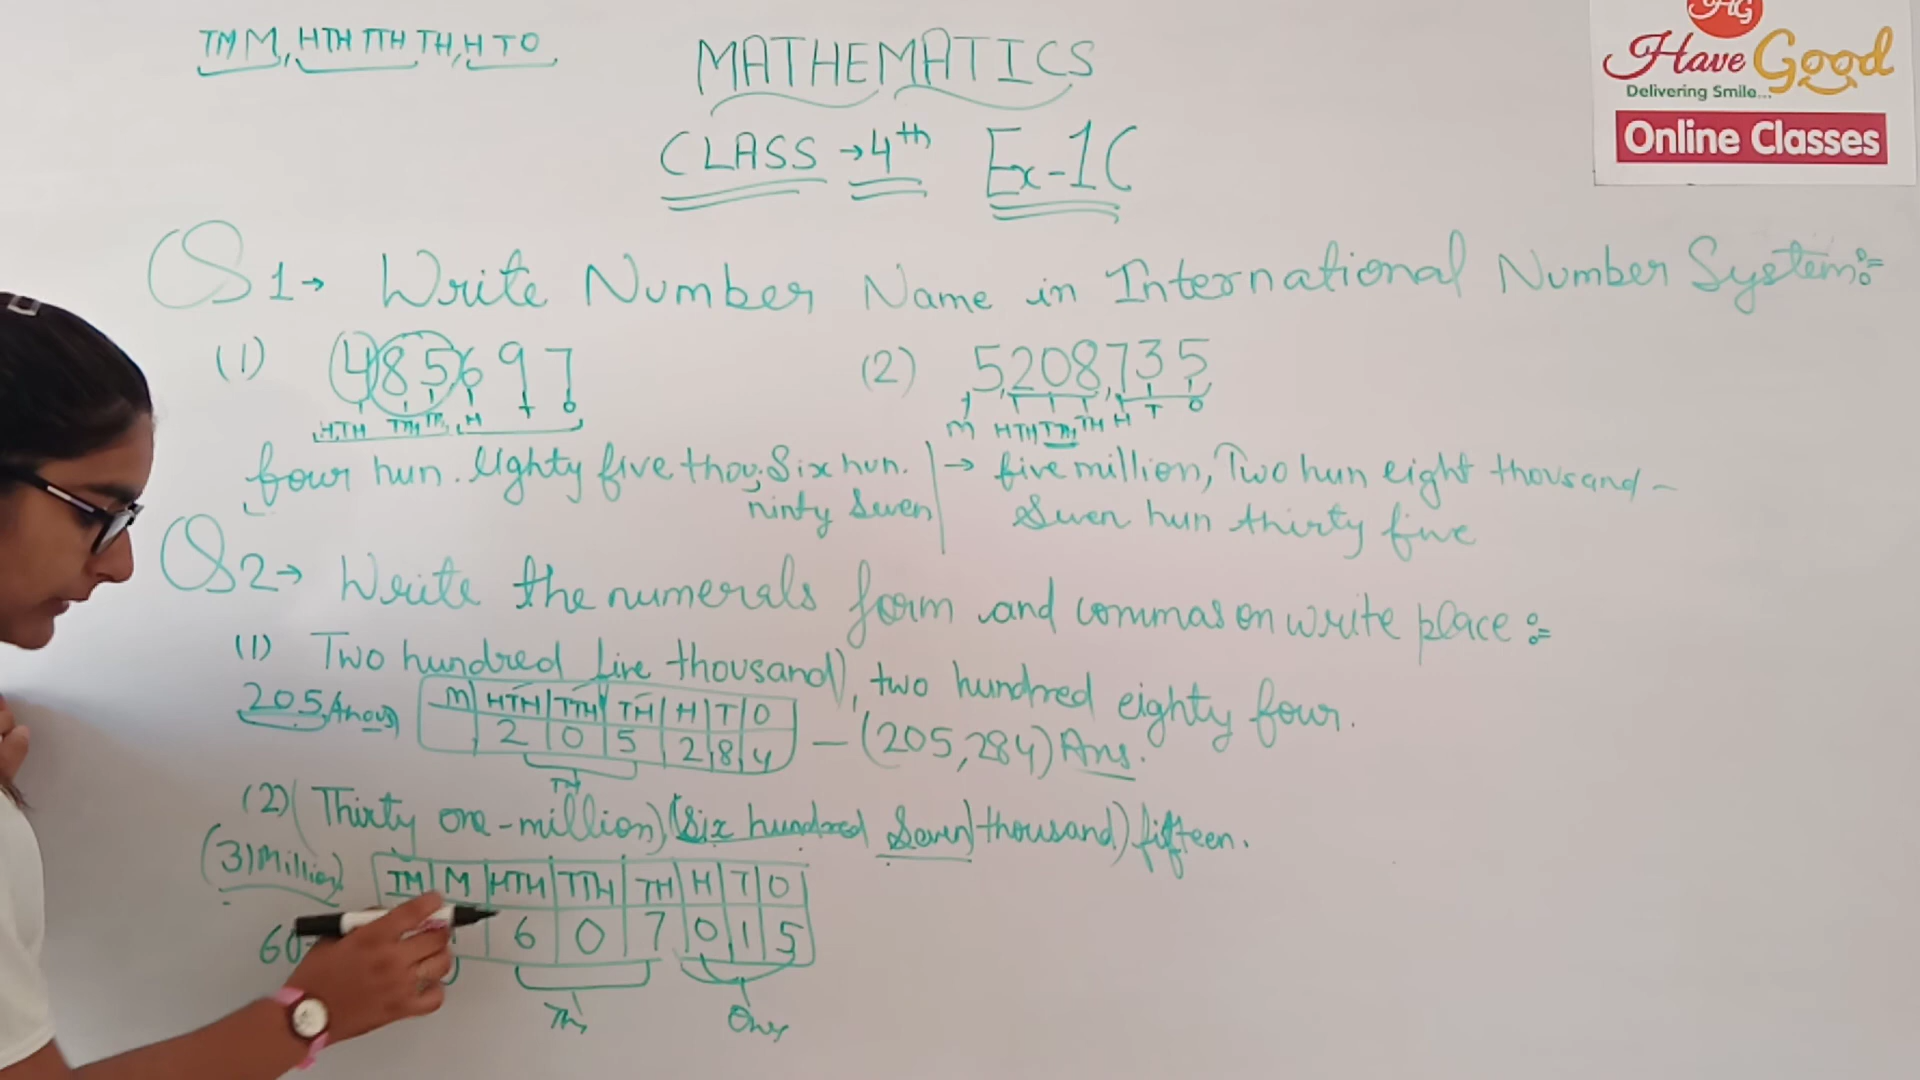 TM M, HTH TTH TH, H T O
MATHEMATICS
CLASS → 4th Ex-1C
HG
Have Good
Delivering Smile...
Online Classes
Q1→ Write Number Name in International Number System:=
(1) 485,697
H.TH TTH TH H T O
four hun. Eighty five thou, Six hun.
ninty Seven
(2) 5,208,735
M HTH TTH TH H T O
→ five million, Two hun eight thousand -
Seven hun thirty five
Q2→ Write the numerals form and commas on write place:=
(1) Two hundred five thousand, two hundred eighty four.
205
M HTH TTH TH H T O
2 0 5 2 8 4 — (205,284) Ans.
TH
(2) (Thirty one-million) (Six hundred Seven thousand) fifteen.
(31 Million)
TM M HTH TTH TH H T O
60
6 0 7 0 1 5
Th
Ones